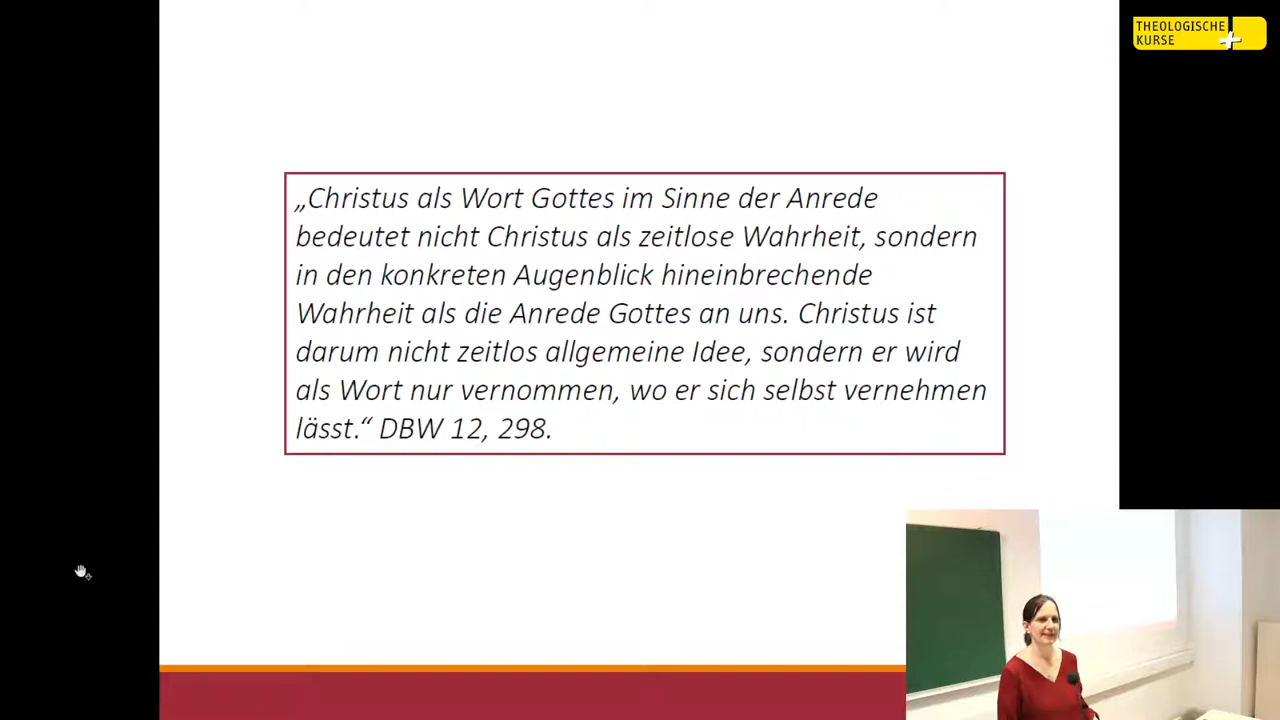 THEOLOGISCHE
KURSE
„Christus als Wort Gottes im Sinne der Anrede
bedeutet nicht Christus als zeitlose Wahrheit, sondern
in den konkreten Augenblick hineinbrechende
Wahrheit als die Anrede Gottes an uns. Christus ist
darum nicht zeitlos allgemeine Idee, sondern er wird
als Wort nur vernommen, wo er sich selbst vernehmen
lässt.“ DBW 12, 298.